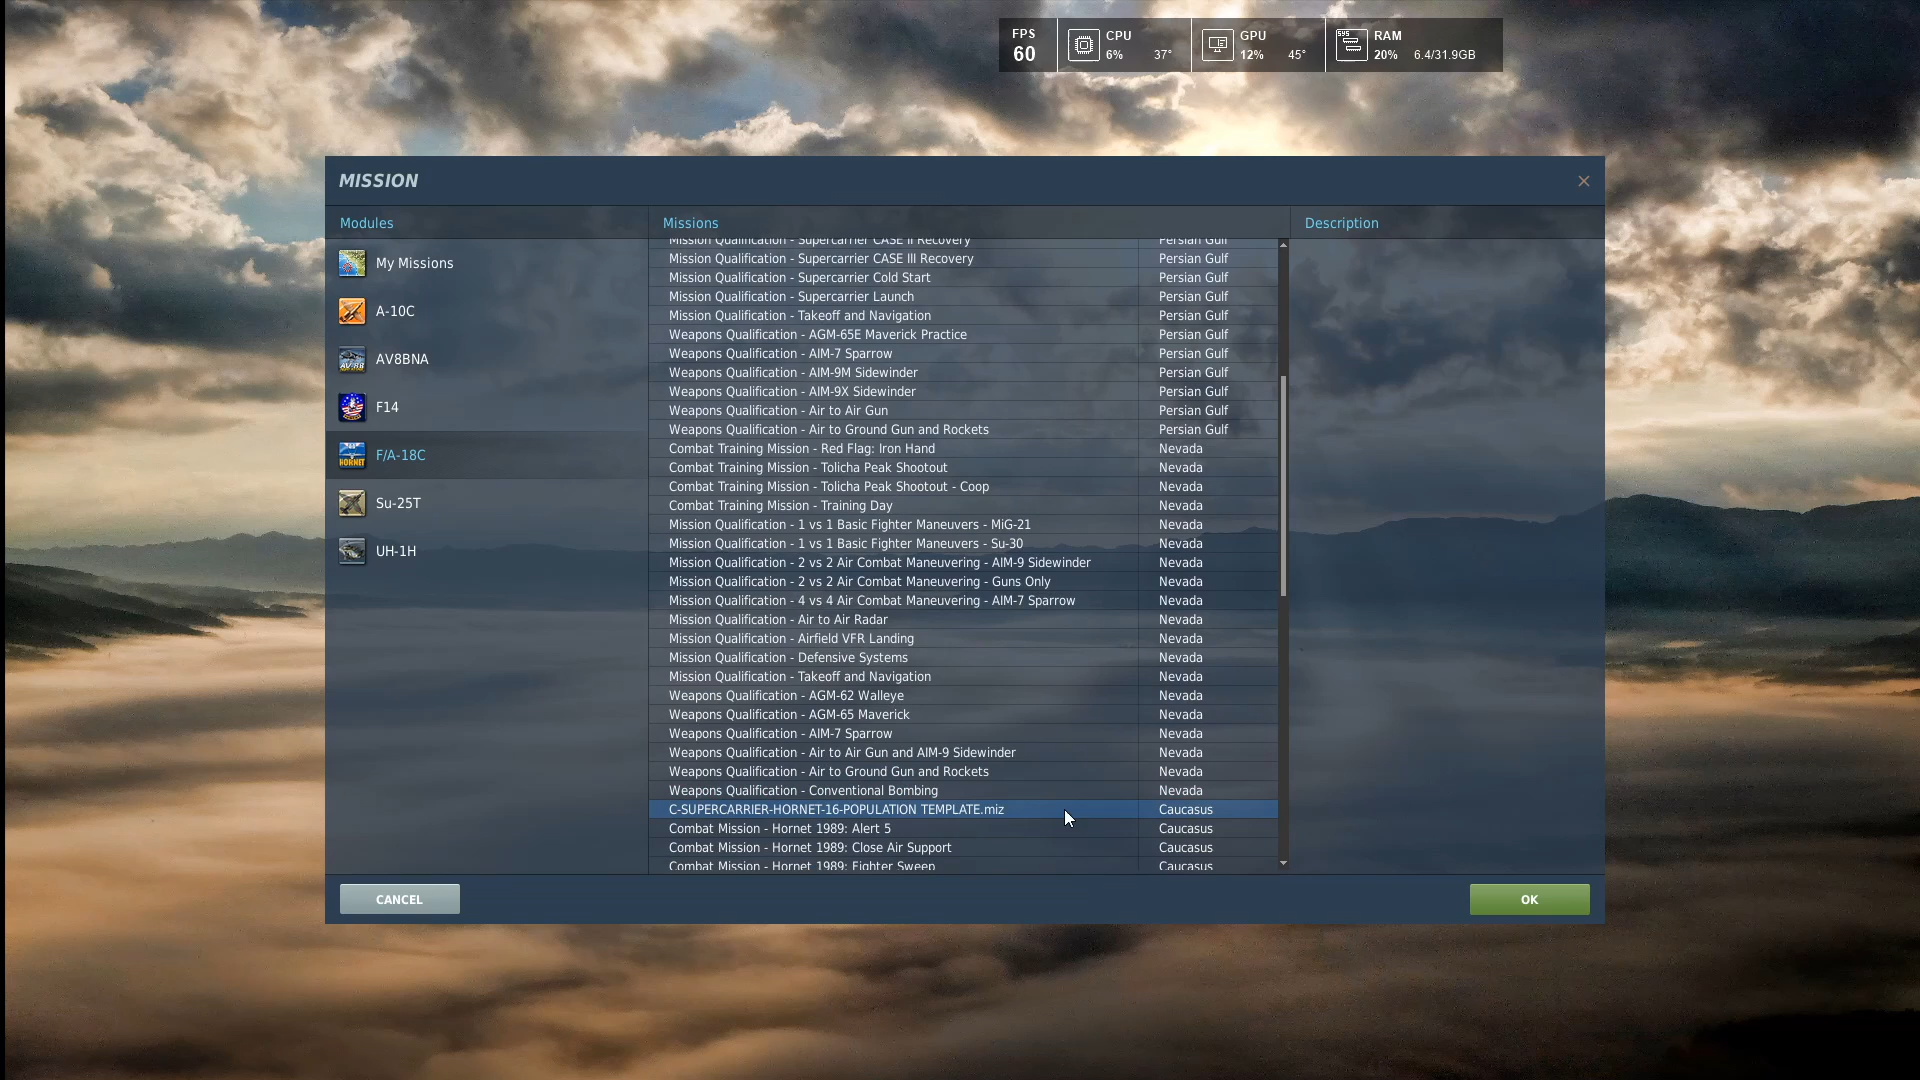 FPS
60
CPU
6% 37°
GPU
12% 45°
SYS
RAM
20% 6.4/31.9GB
MISSION
Modules
Missions
Description
My Missions
A-10C
AV8BNA
F14
F/A-18C
Su-25T
UH-1H
Mission Qualification - Supercarrier CASE II Recovery Persian Gulf
Mission Qualification - Supercarrier CASE III Recovery Persian Gulf
Mission Qualification - Supercarrier Cold Start Persian Gulf
Mission Qualification - Supercarrier Launch Persian Gulf
Mission Qualification - Takeoff and Navigation Persian Gulf
Weapons Qualification - AGM-65E Maverick Practice Persian Gulf
Weapons Qualification - AIM-7 Sparrow Persian Gulf
Weapons Qualification - AIM-9M Sidewinder Persian Gulf
Weapons Qualification - AIM-9X Sidewinder Persian Gulf
Weapons Qualification - Air to Air Gun Persian Gulf
Weapons Qualification - Air to Ground Gun and Rockets Persian Gulf
Combat Training Mission - Red Flag: Iron Hand Nevada
Combat Training Mission - Tolicha Peak Shootout Nevada
Combat Training Mission - Tolicha Peak Shootout - Coop Nevada
Combat Training Mission - Training Day Nevada
Mission Qualification - 1 vs 1 Basic Fighter Maneuvers - MiG-21 Nevada
Mission Qualification - 1 vs 1 Basic Fighter Maneuvers - Su-30 Nevada
Mission Qualification - 2 vs 2 Air Combat Maneuvering - AIM-9 Sidewinder Nevada
Mission Qualification - 2 vs 2 Air Combat Maneuvering - Guns Only Nevada
Mission Qualification - 4 vs 4 Air Combat Maneuvering - AIM-7 Sparrow Nevada
Mission Qualification - Air to Air Radar Nevada
Mission Qualification - Airfield VFR Landing Nevada
Mission Qualification - Defensive Systems Nevada
Mission Qualification - Takeoff and Navigation Nevada
Weapons Qualification - AGM-62 Walleye Nevada
Weapons Qualification - AGM-65 Maverick Nevada
Weapons Qualification - AIM-7 Sparrow Nevada
Weapons Qualification - Air to Air Gun and AIM-9 Sidewinder Nevada
Weapons Qualification - Air to Ground Gun and Rockets Nevada
Weapons Qualification - Conventional Bombing Nevada
C-SUPERCARRIER-HORNET-16-POPULATION TEMPLATE.miz Caucasus
Combat Mission - Hornet 1989: Alert 5 Caucasus
Combat Mission - Hornet 1989: Close Air Support Caucasus
Combat Mission - Hornet 1989: Fighter Sweep Caucasus
CANCEL
OK